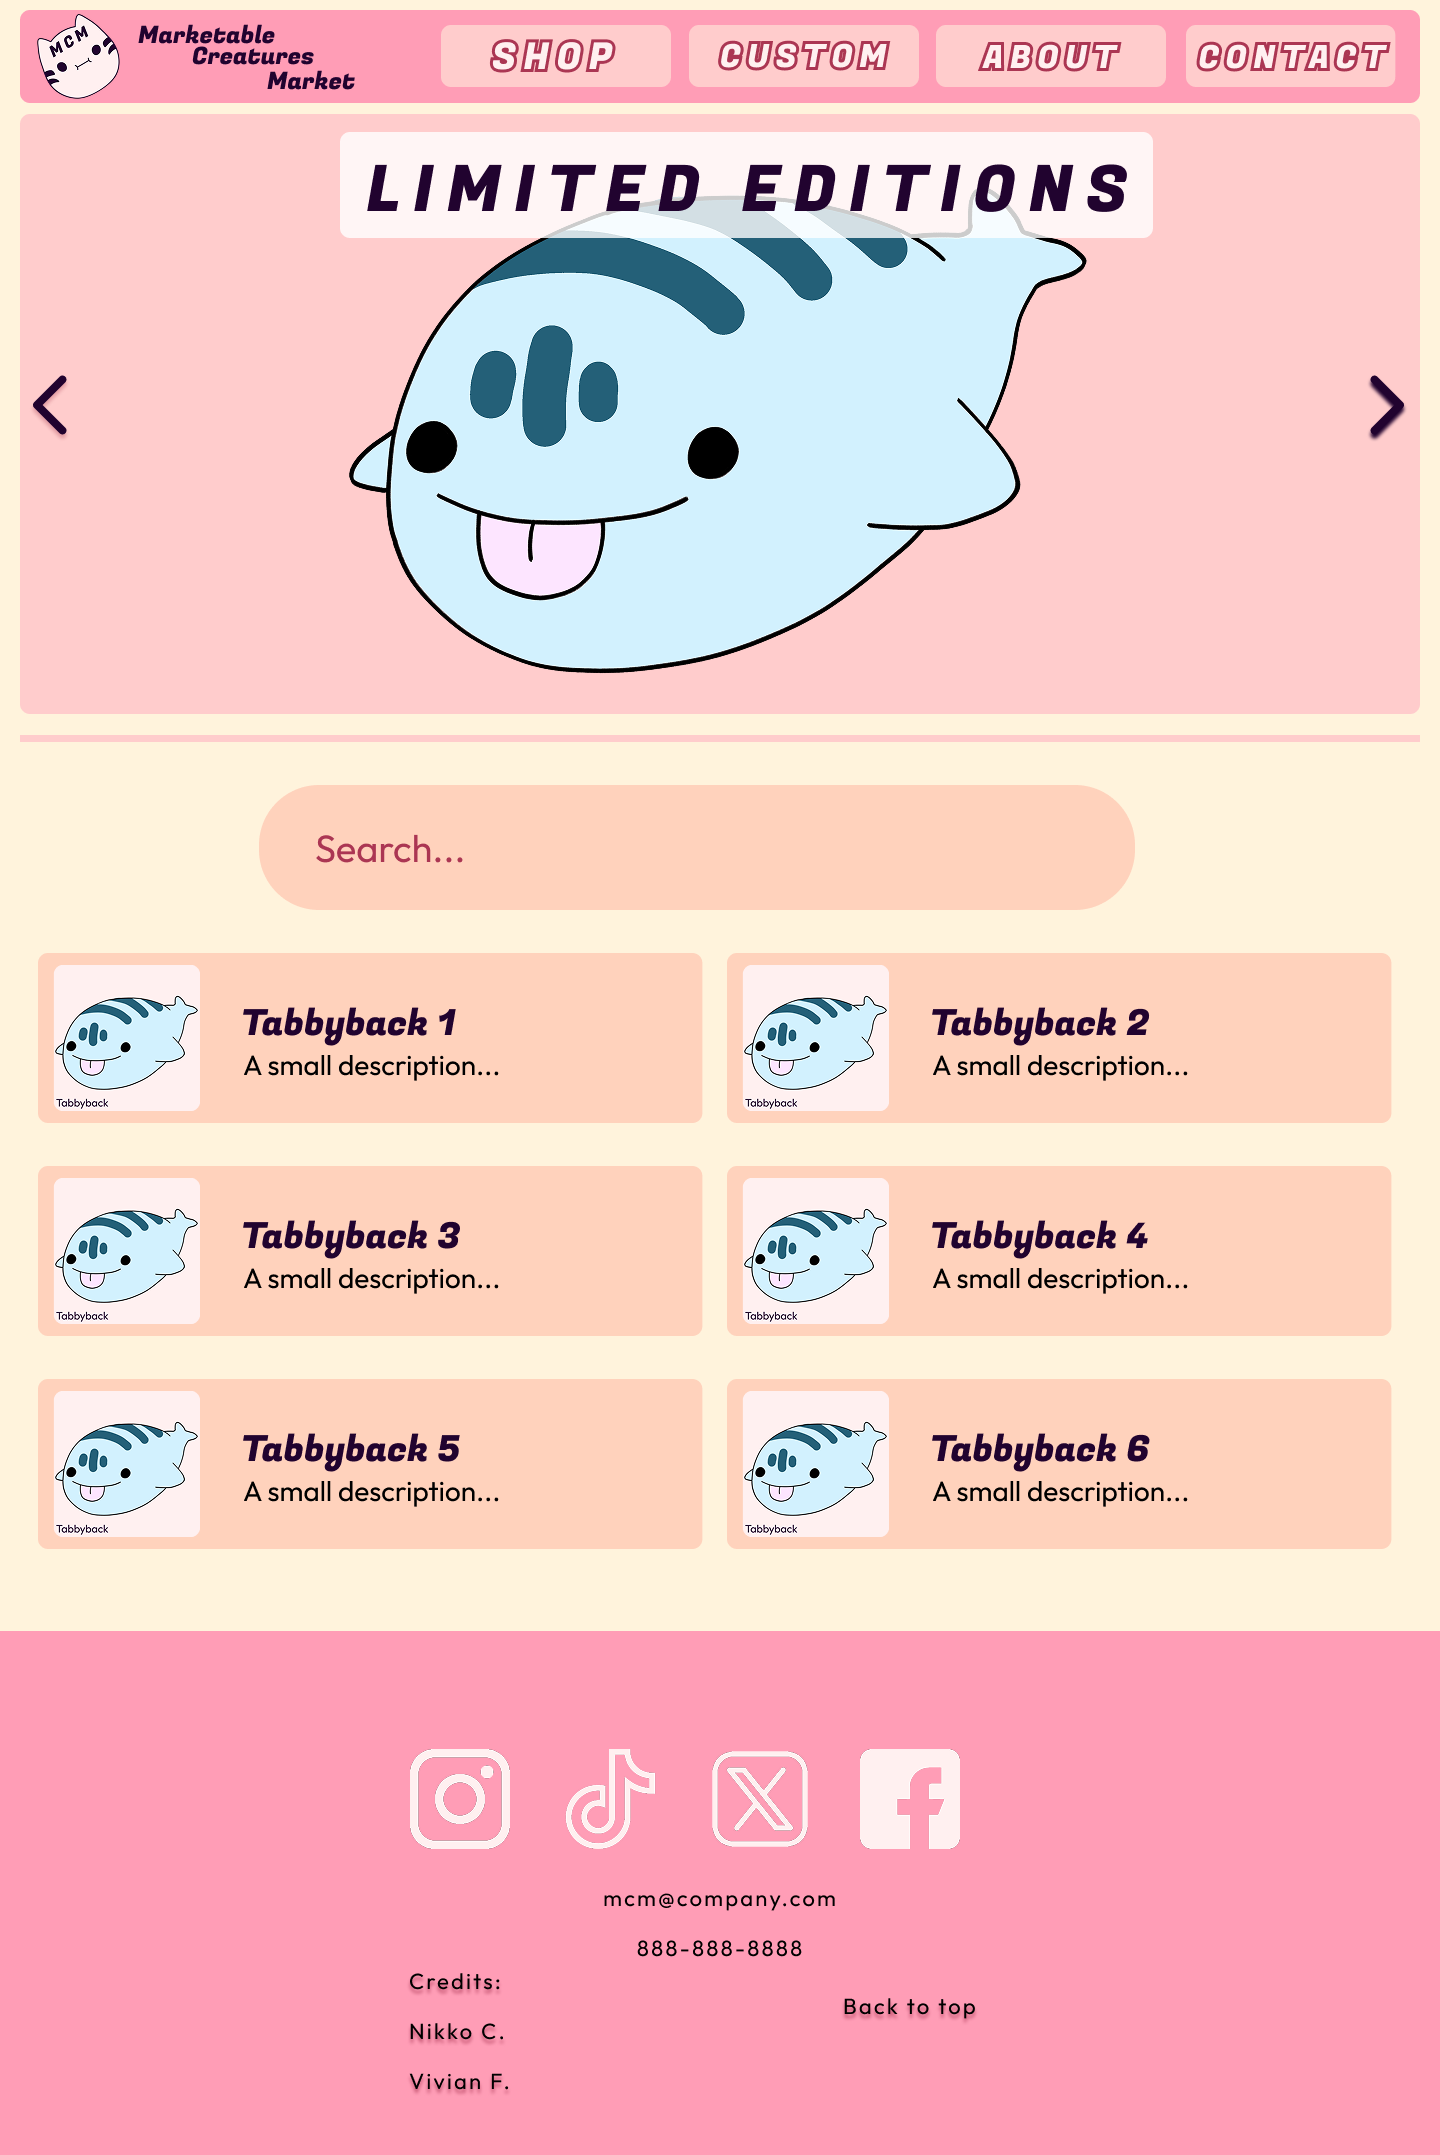 MCM
Marketable
Creatures
Market
SHOP
CUSTOM
ABOUT
CONTACT
LIMITED EDITIONS
Search...
Tabbyback
Tabbyback 1
A small description...
Tabbyback
Tabbyback 2
A small description...
Tabbyback
Tabbyback 3
A small description...
Tabbyback
Tabbyback 4
A small description...
Tabbyback
Tabbyback 5
A small description...
Tabbyback
Tabbyback 6
A small description...
mcm@company.com
888-888-8888
Credits:
Nikko C.
Vivian F.
Back to top